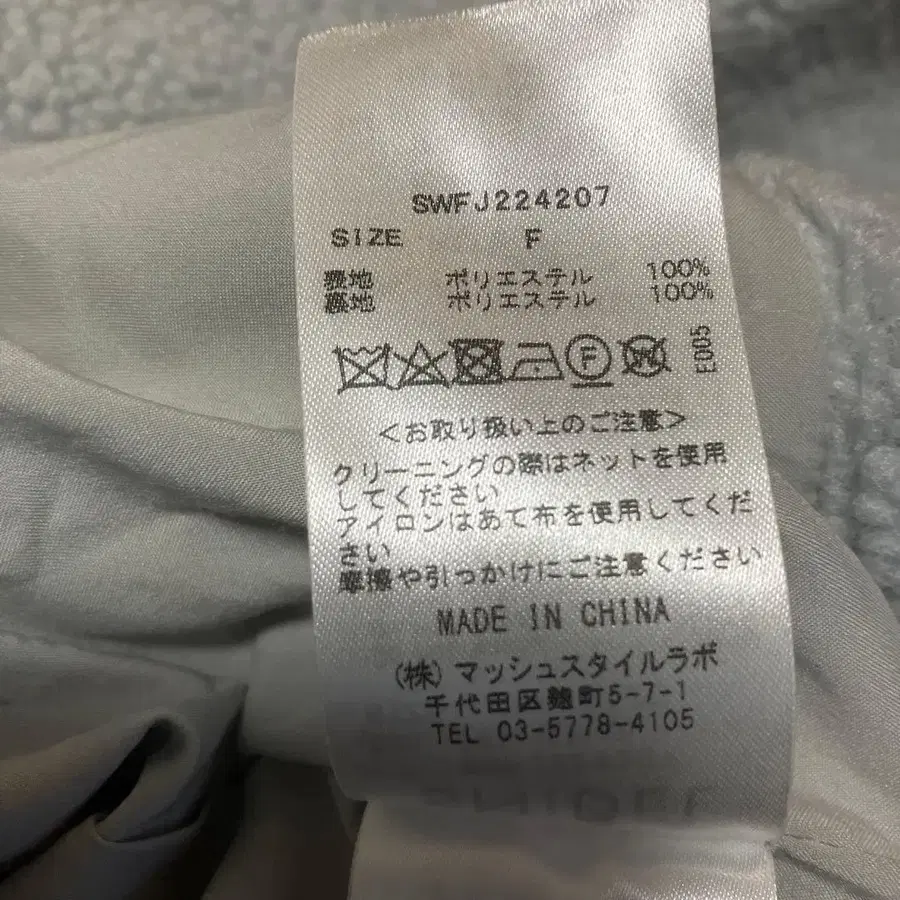 SWFJ224207
SIZE F
表地 ポリエステル 100%
裏地 ポリエステル 100%
F W E005
<お取り扱い上のご注意>
クリーニングの際はネットを使用
してください
アイロンはあて布を使用してくだ
さい
摩擦や引っかけにご注意ください
MADE IN CHINA
(株)マッシュスタイルラボ
千代田区麹町5-7-1
TEL 03-5778-4105